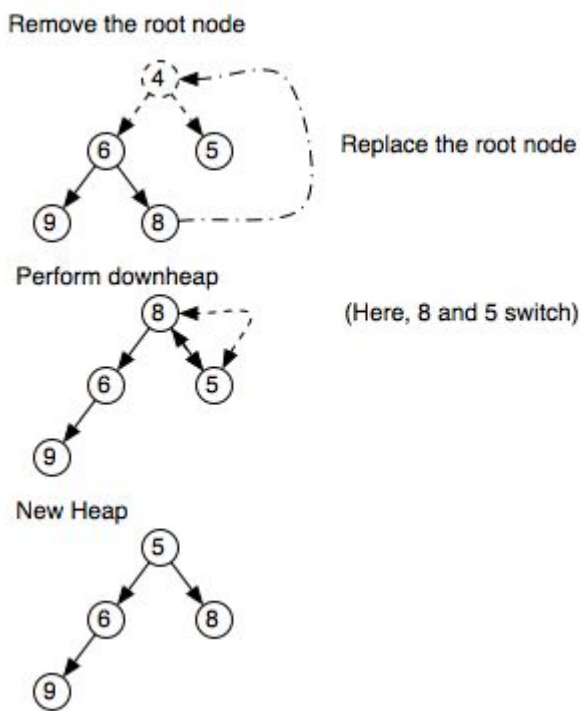 Remove the root node
4
6 5
Replace the root node
9 8
Perform downheap
8
(Here, 8 and 5 switch)
6 5
9
New Heap
5
6 8
9